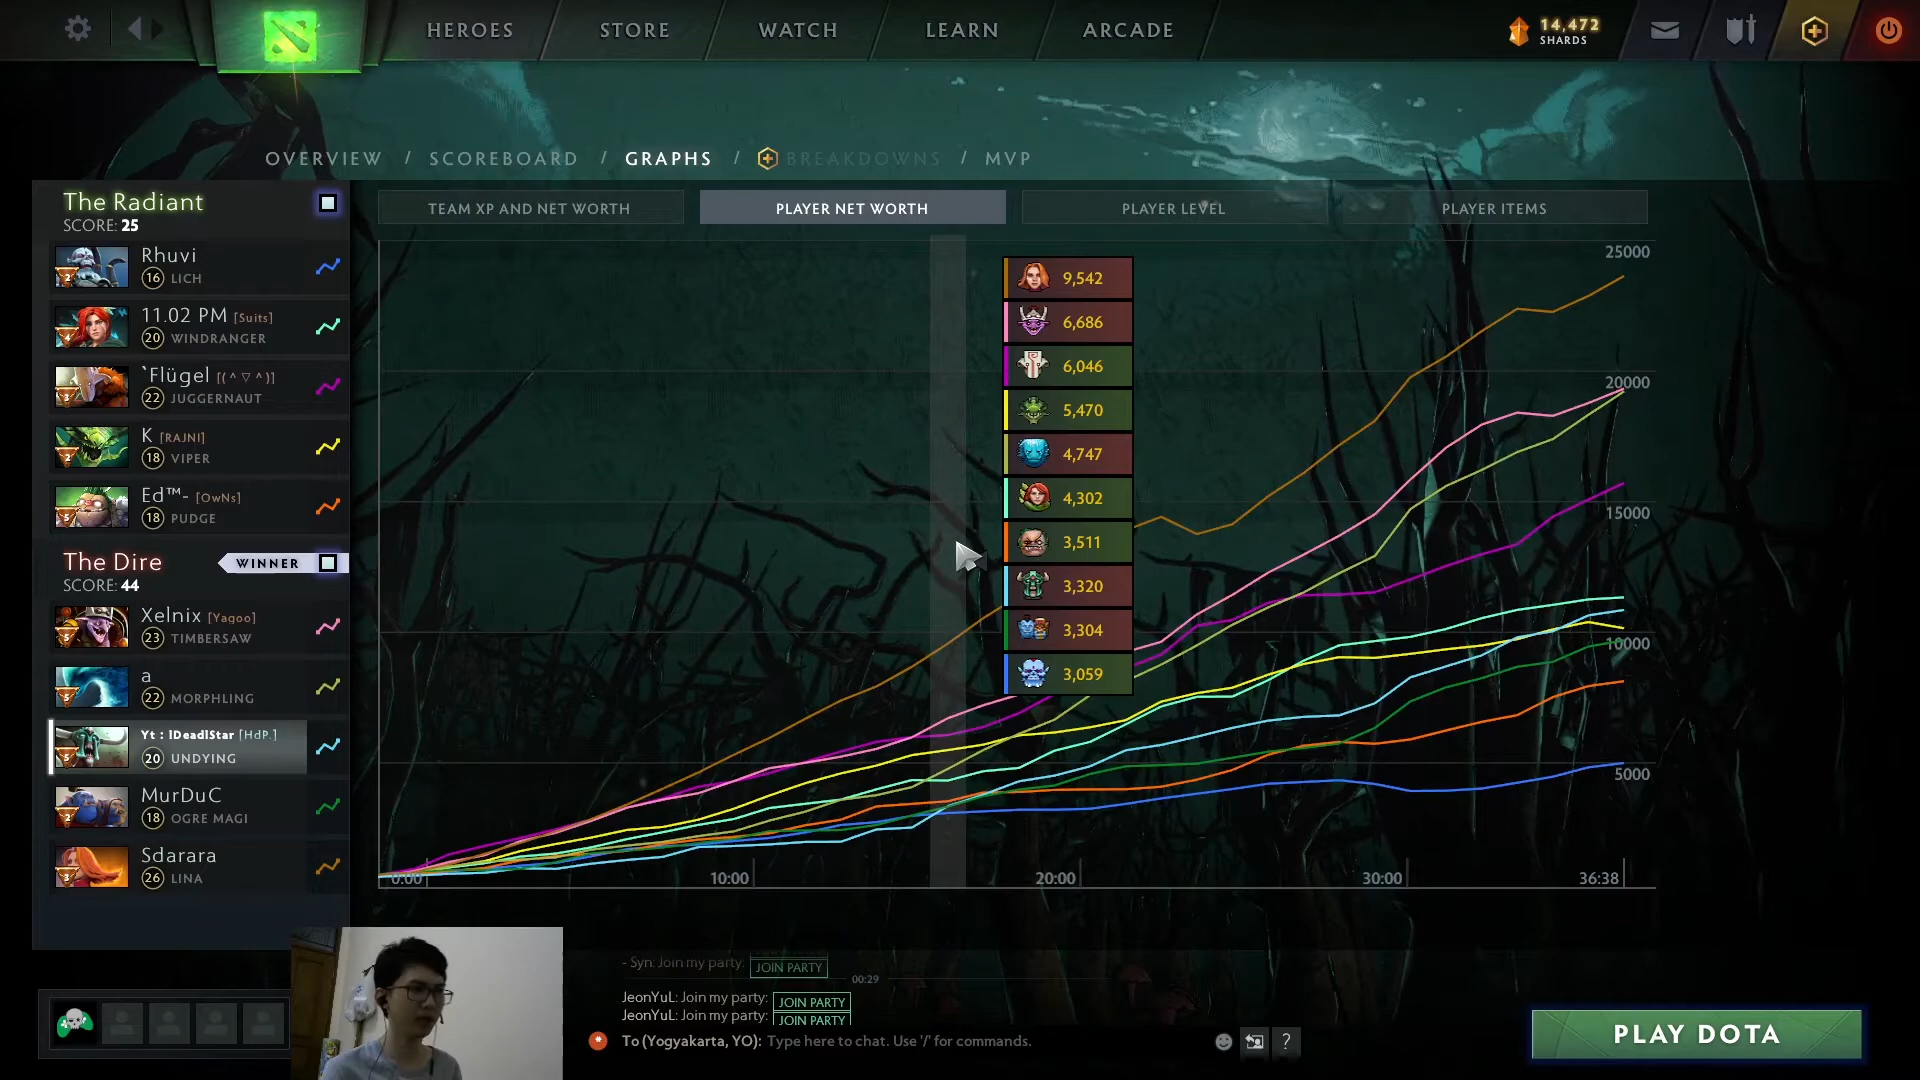 HEROES
STORE
WATCH
LEARN
ARCADE
14,472
SHARDS
OVERVIEW / SCOREBOARD / GRAPHS / BREAKDOWNS / MVP
The Radiant
SCORE: 25
Rhuvi
16 LICH
11.02 PM [Suits]
20 WINDRANGER
`Flügel [(^▽^)]
22 JUGGERNAUT
K [RAJNI]
18 VIPER
Ed™- [OwNs]
18 PUDGE
The Dire
WINNER
SCORE: 44
Xelnix [Yagoo]
23 TIMBERSAW
a
22 MORPHLING
Yt : lDeadlStar [HdP.]
20 UNDYING
MurDuC
18 OGRE MAGI
Sdarara
26 LINA
TEAM XP AND NET WORTH
PLAYER NET WORTH
PLAYER LEVEL
PLAYER ITEMS
9,542
6,686
6,046
5,470
4,747
4,302
3,511
3,320
3,304
3,059
25000
20000
15000
10000
5000
0:00
10:00
20:00
30:00
36:38
- Syn: Join my party: JOIN PARTY
00:29
JeonYuL: Join my party: JOIN PARTY
JeonYuL: Join my party: JOIN PARTY
To (Yogyakarta, YO): Type here to chat. Use '/' for commands.
?
PLAY DOTA